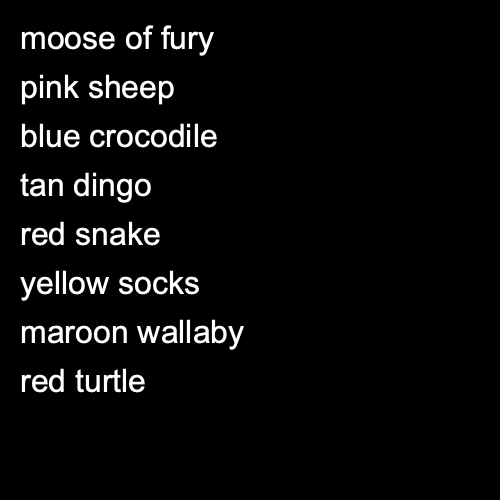 moose of fury
pink sheep
blue crocodile
tan dingo
red snake
yellow socks
maroon wallaby
red turtle